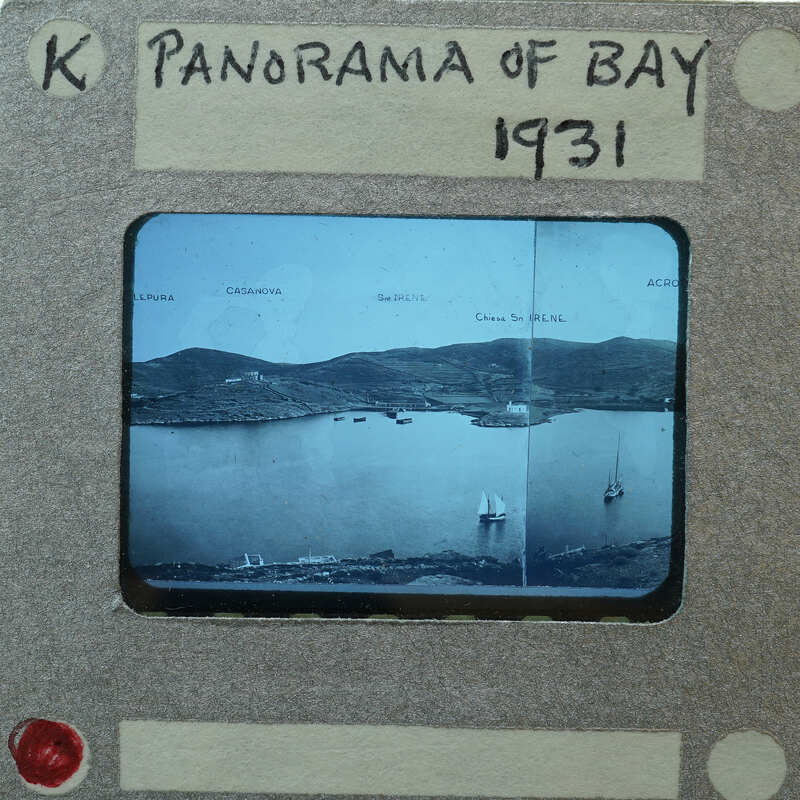 K PANORAMA OF BAY
1931
LEPURA CASANOVA Sn IRENE ACRO
Chiesa Sn IRENE